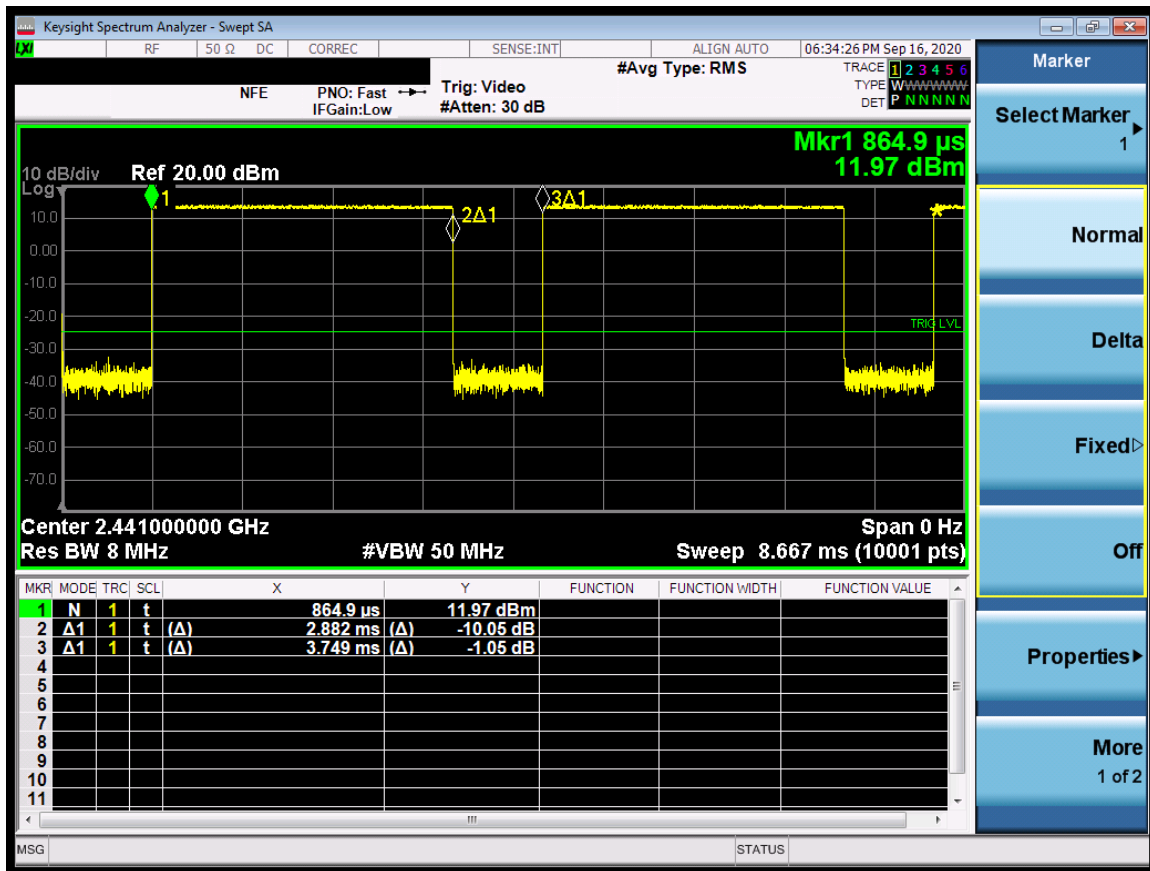 Keysight Spectrum Analyzer - Swept SA
LXI RF 50 Ω DC CORREC SENSE:INT ALIGN AUTO 06:34:26 PM Sep 16, 2020
NFE PNO: Fast Trig: Video #Avg Type: RMS TRACE 1 2 3 4 5 6
IFGain:Low #Atten: 30 dB TYPE WWWWWW
DET P N N N N N
Mkr1 864.9 µs
11.97 dBm
10 dB/div Ref 20.00 dBm
Log
1
2Δ1
3Δ1
10.0
0.00
-10.0
-20.0
TRIG LVL
-30.0
-40.0
-50.0
-60.0
-70.0
Center 2.441000000 GHz Span 0 Hz
Res BW 8 MHz #VBW 50 MHz Sweep 8.667 ms (10001 pts)
MKR MODE TRC SCL X Y FUNCTION FUNCTION WIDTH FUNCTION VALUE
1 N 1 t 864.9 µs 11.97 dBm
2 Δ1 1 t (Δ) 2.882 ms (Δ) -10.05 dB
3 Δ1 1 t (Δ) 3.749 ms (Δ) -1.05 dB
4
5
6
7
8
9
10
11
MSG STATUS
Marker
Select Marker
1
Normal
Delta
Fixed
Off
Properties
More
1 of 2